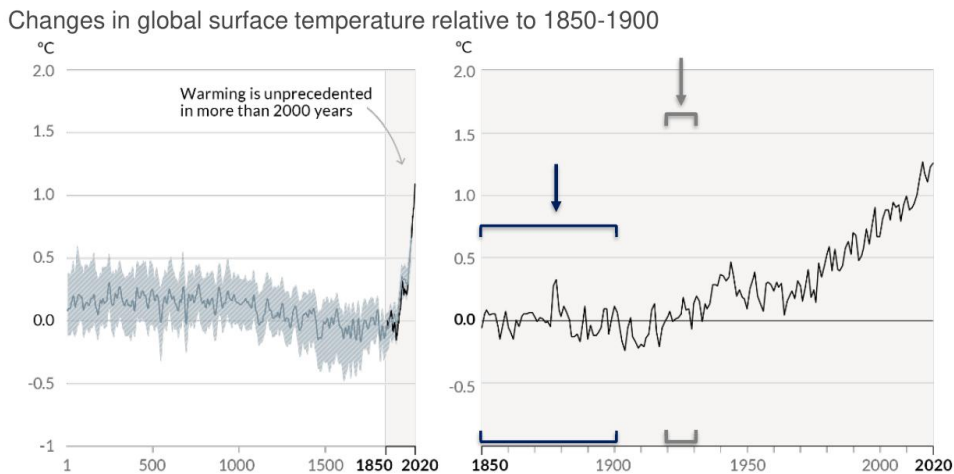 Changes in global surface temperature relative to 1850-1900
°C
2.0
1.5
1.0
0.5
0.0
-0.5
-1
Warming is unprecedented
in more than 2000 years
1 500 1000 1500 1850 2020
°C
2.0
1.5
1.0
0.5
0.0
-0.5
1850 1900 1950 2000 2020